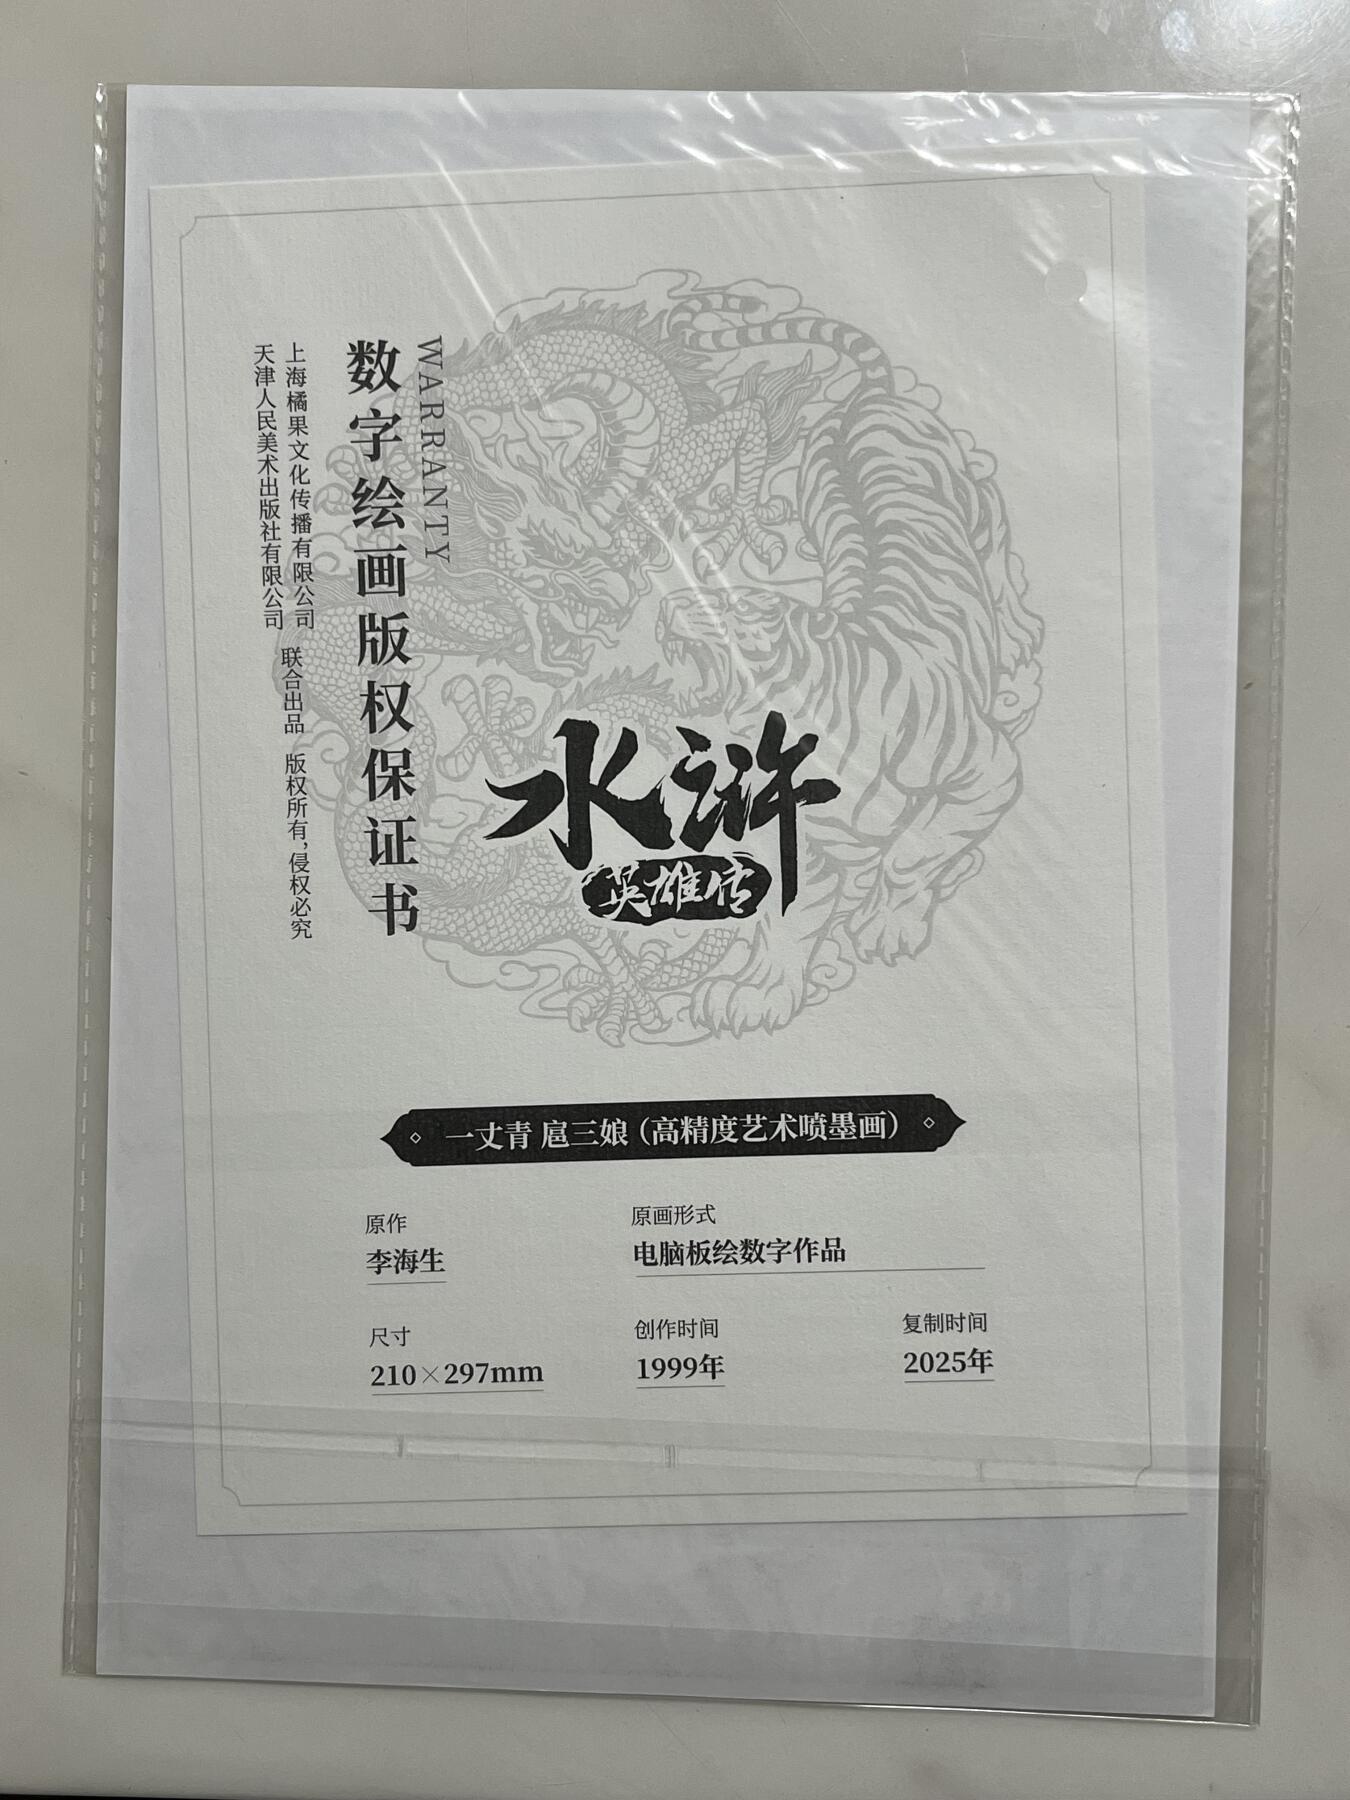 WARRANTY
数字绘画版权保证书
上海橘果文化传播有限公司
天津人民美术出版社有限公司
联合出品 版权所有,侵权必究
水浒
英雄传
一丈青 扈三娘（高精度艺术喷墨画）
原作
李海生
原画形式
电脑板绘数字作品
尺寸
210×297mm
创作时间
1999年
复制时间
2025年